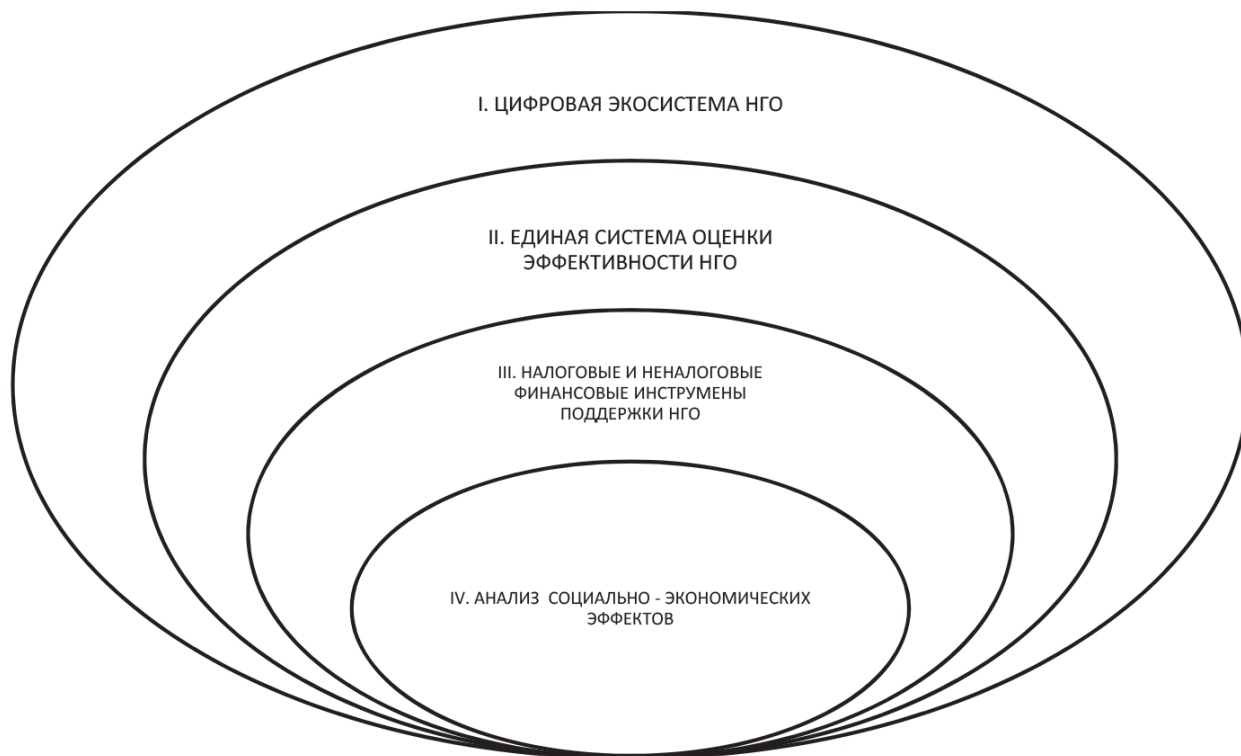 I. ЦИФРОВАЯ ЭКОСИСТЕМА НГО
II. ЕДИНАЯ СИСТЕМА ОЦЕНКИ
ЭФФЕКТИВНОСТИ НГО
III. НАЛОГОВЫЕ И НЕНАЛОГОВЫЕ
ФИНАНСОВЫЕ ИНСТРУМЕНЫ
ПОДДЕРЖКИ НГО
IV. АНАЛИЗ СОЦИАЛЬНО - ЭКОНОМИЧЕСКИХ
ЭФФЕКТОВ